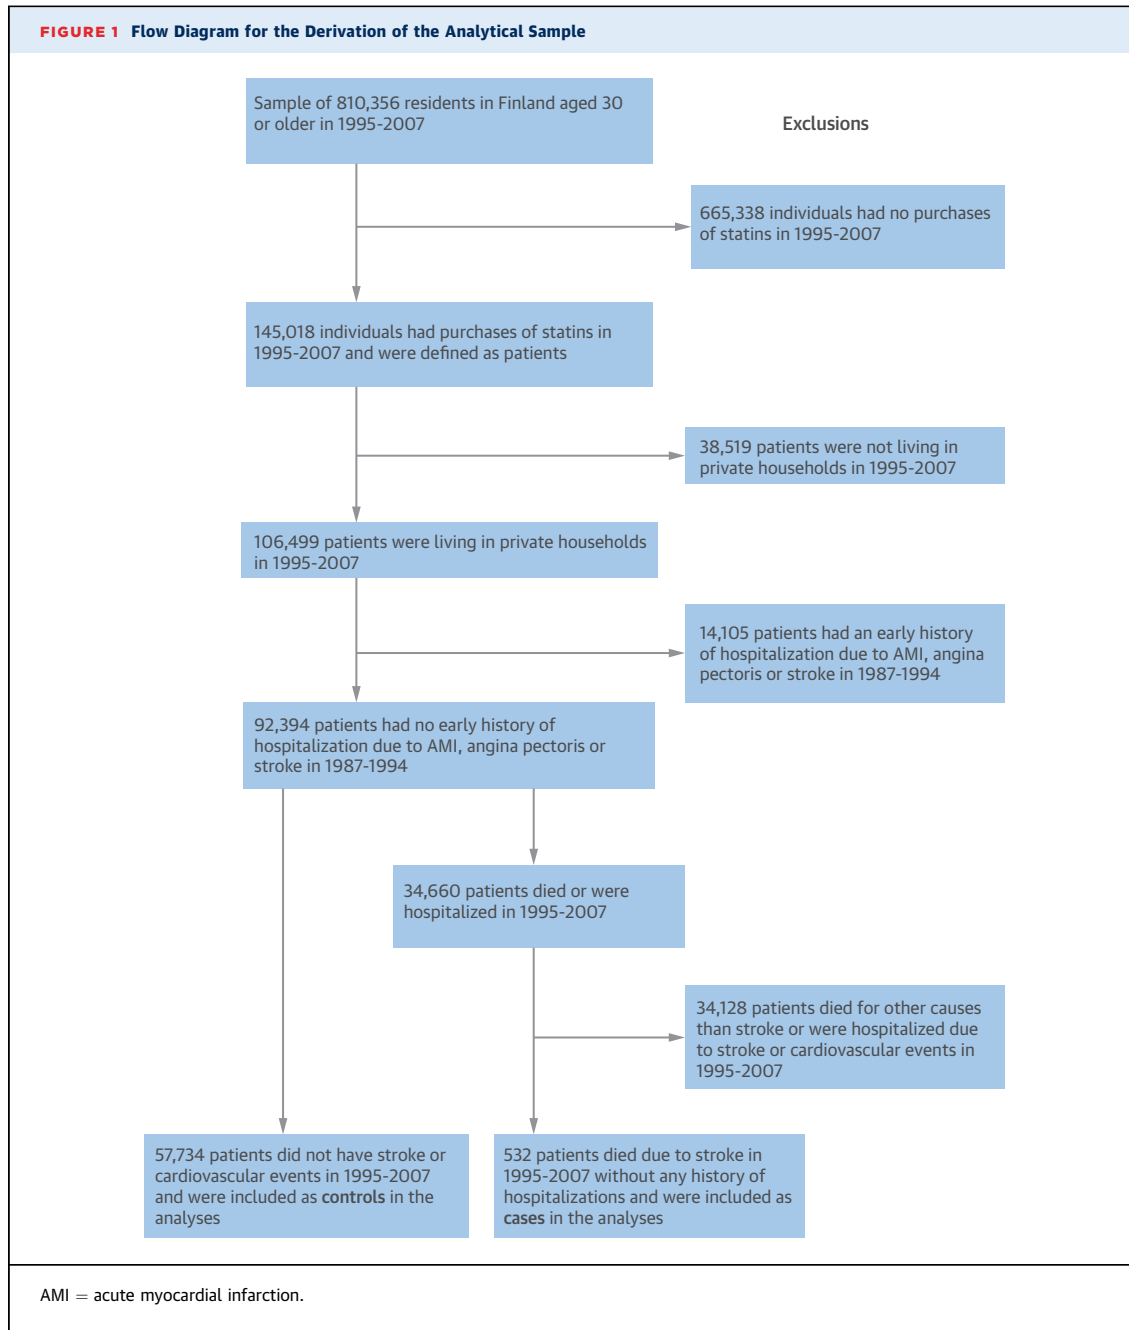 FIGURE 1 Flow Diagram for the Derivation of the Analytical Sample
Sample of 810,356 residents in Finland aged 30
or older in 1995-2007
Exclusions
665,338 individuals had no purchases
of statins in 1995-2007
145,018 individuals had purchases of statins in
1995-2007 and were defined as patients
38,519 patients were not living in
private households in 1995-2007
106,499 patients were living in private households
in 1995-2007
14,105 patients had an early history
of hospitalization due to AMI, angina
pectoris or stroke in 1987-1994
92,394 patients had no early history of
hospitalization due to AMI, angina pectoris or
stroke in 1987-1994
34,660 patients died or were
hospitalized in 1995-2007
34,128 patients died for other causes
than stroke or were hospitalized due
to stroke or cardiovascular events in
1995-2007
57,734 patients did not have stroke or
cardiovascular events in 1995-2007
and were included as controls in the
analyses
532 patients died due to stroke in
1995-2007 without any history of
hospitalizations and were included as
cases in the analyses
AMI = acute myocardial infarction.